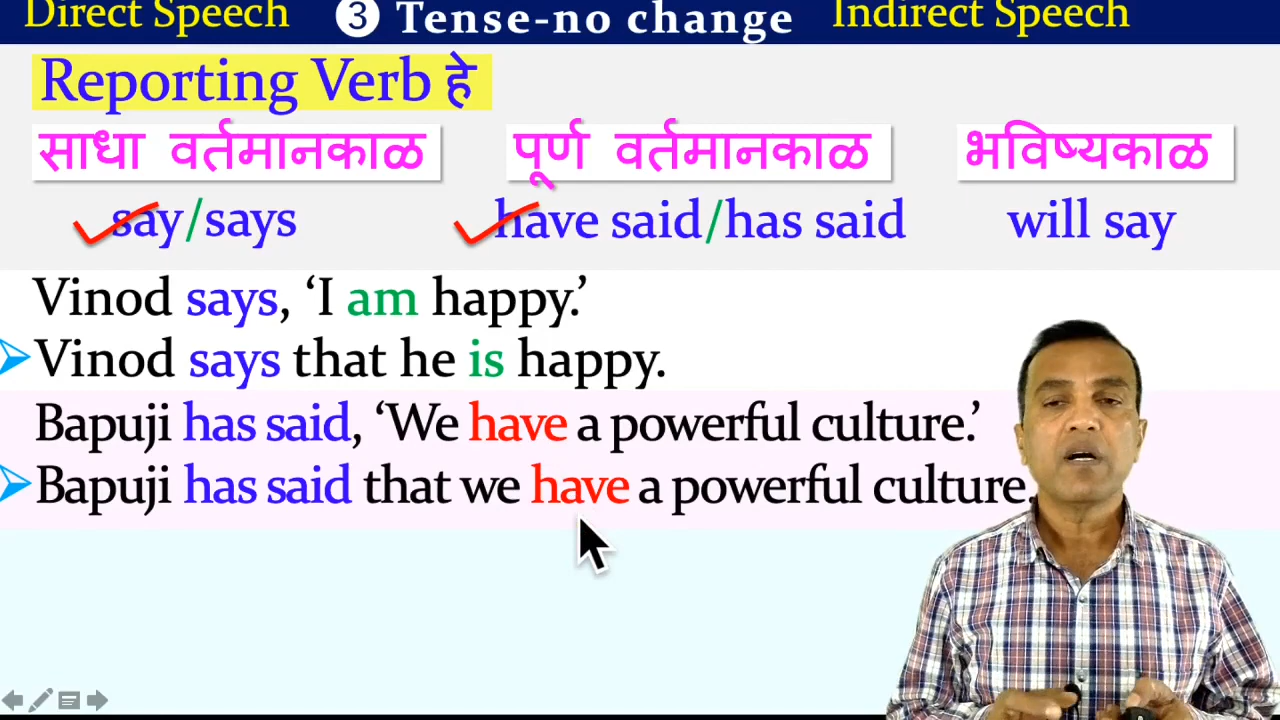 Direct Speech ❸ Tense-no change Indirect Speech
Reporting Verb हे
साधा वर्तमानकाळ पूर्ण वर्तमानकाळ भविष्यकाळ
say/says have said/has said will say
Vinod says, ‘I am happy.’
Vinod says that he is happy.
Bapuji has said, ‘We have a powerful culture.’
Bapuji has said that we have a powerful culture.